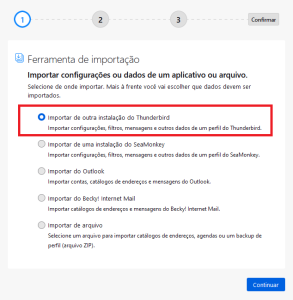 1
2
3
Confirmar
Ferramenta de importação
Importar configurações ou dados de um aplicativo ou arquivo.
Selecione de onde importar. Mais à frente você vai escolher que dados devem ser
importados.
Importar de outra instalação do Thunderbird
Importar configurações, filtros, mensagens e outros dados de um perfil do Thunderbird.
Importar de uma instalação do SeaMonkey
Importar configurações, filtros, mensagens e outros dados de um perfil do SeaMonkey.
Importar do Outlook
Importar contas, catálogos de endereços e mensagens do Outlook.
Importar do Becky! Internet Mail
Importar catálogos de endereços e mensagens do Becky! Internet Mail.
Importar de arquivo
Selecione um arquivo para importar catálogos de endereços, agendas ou um backup de
perfil (arquivo ZIP).
Continuar